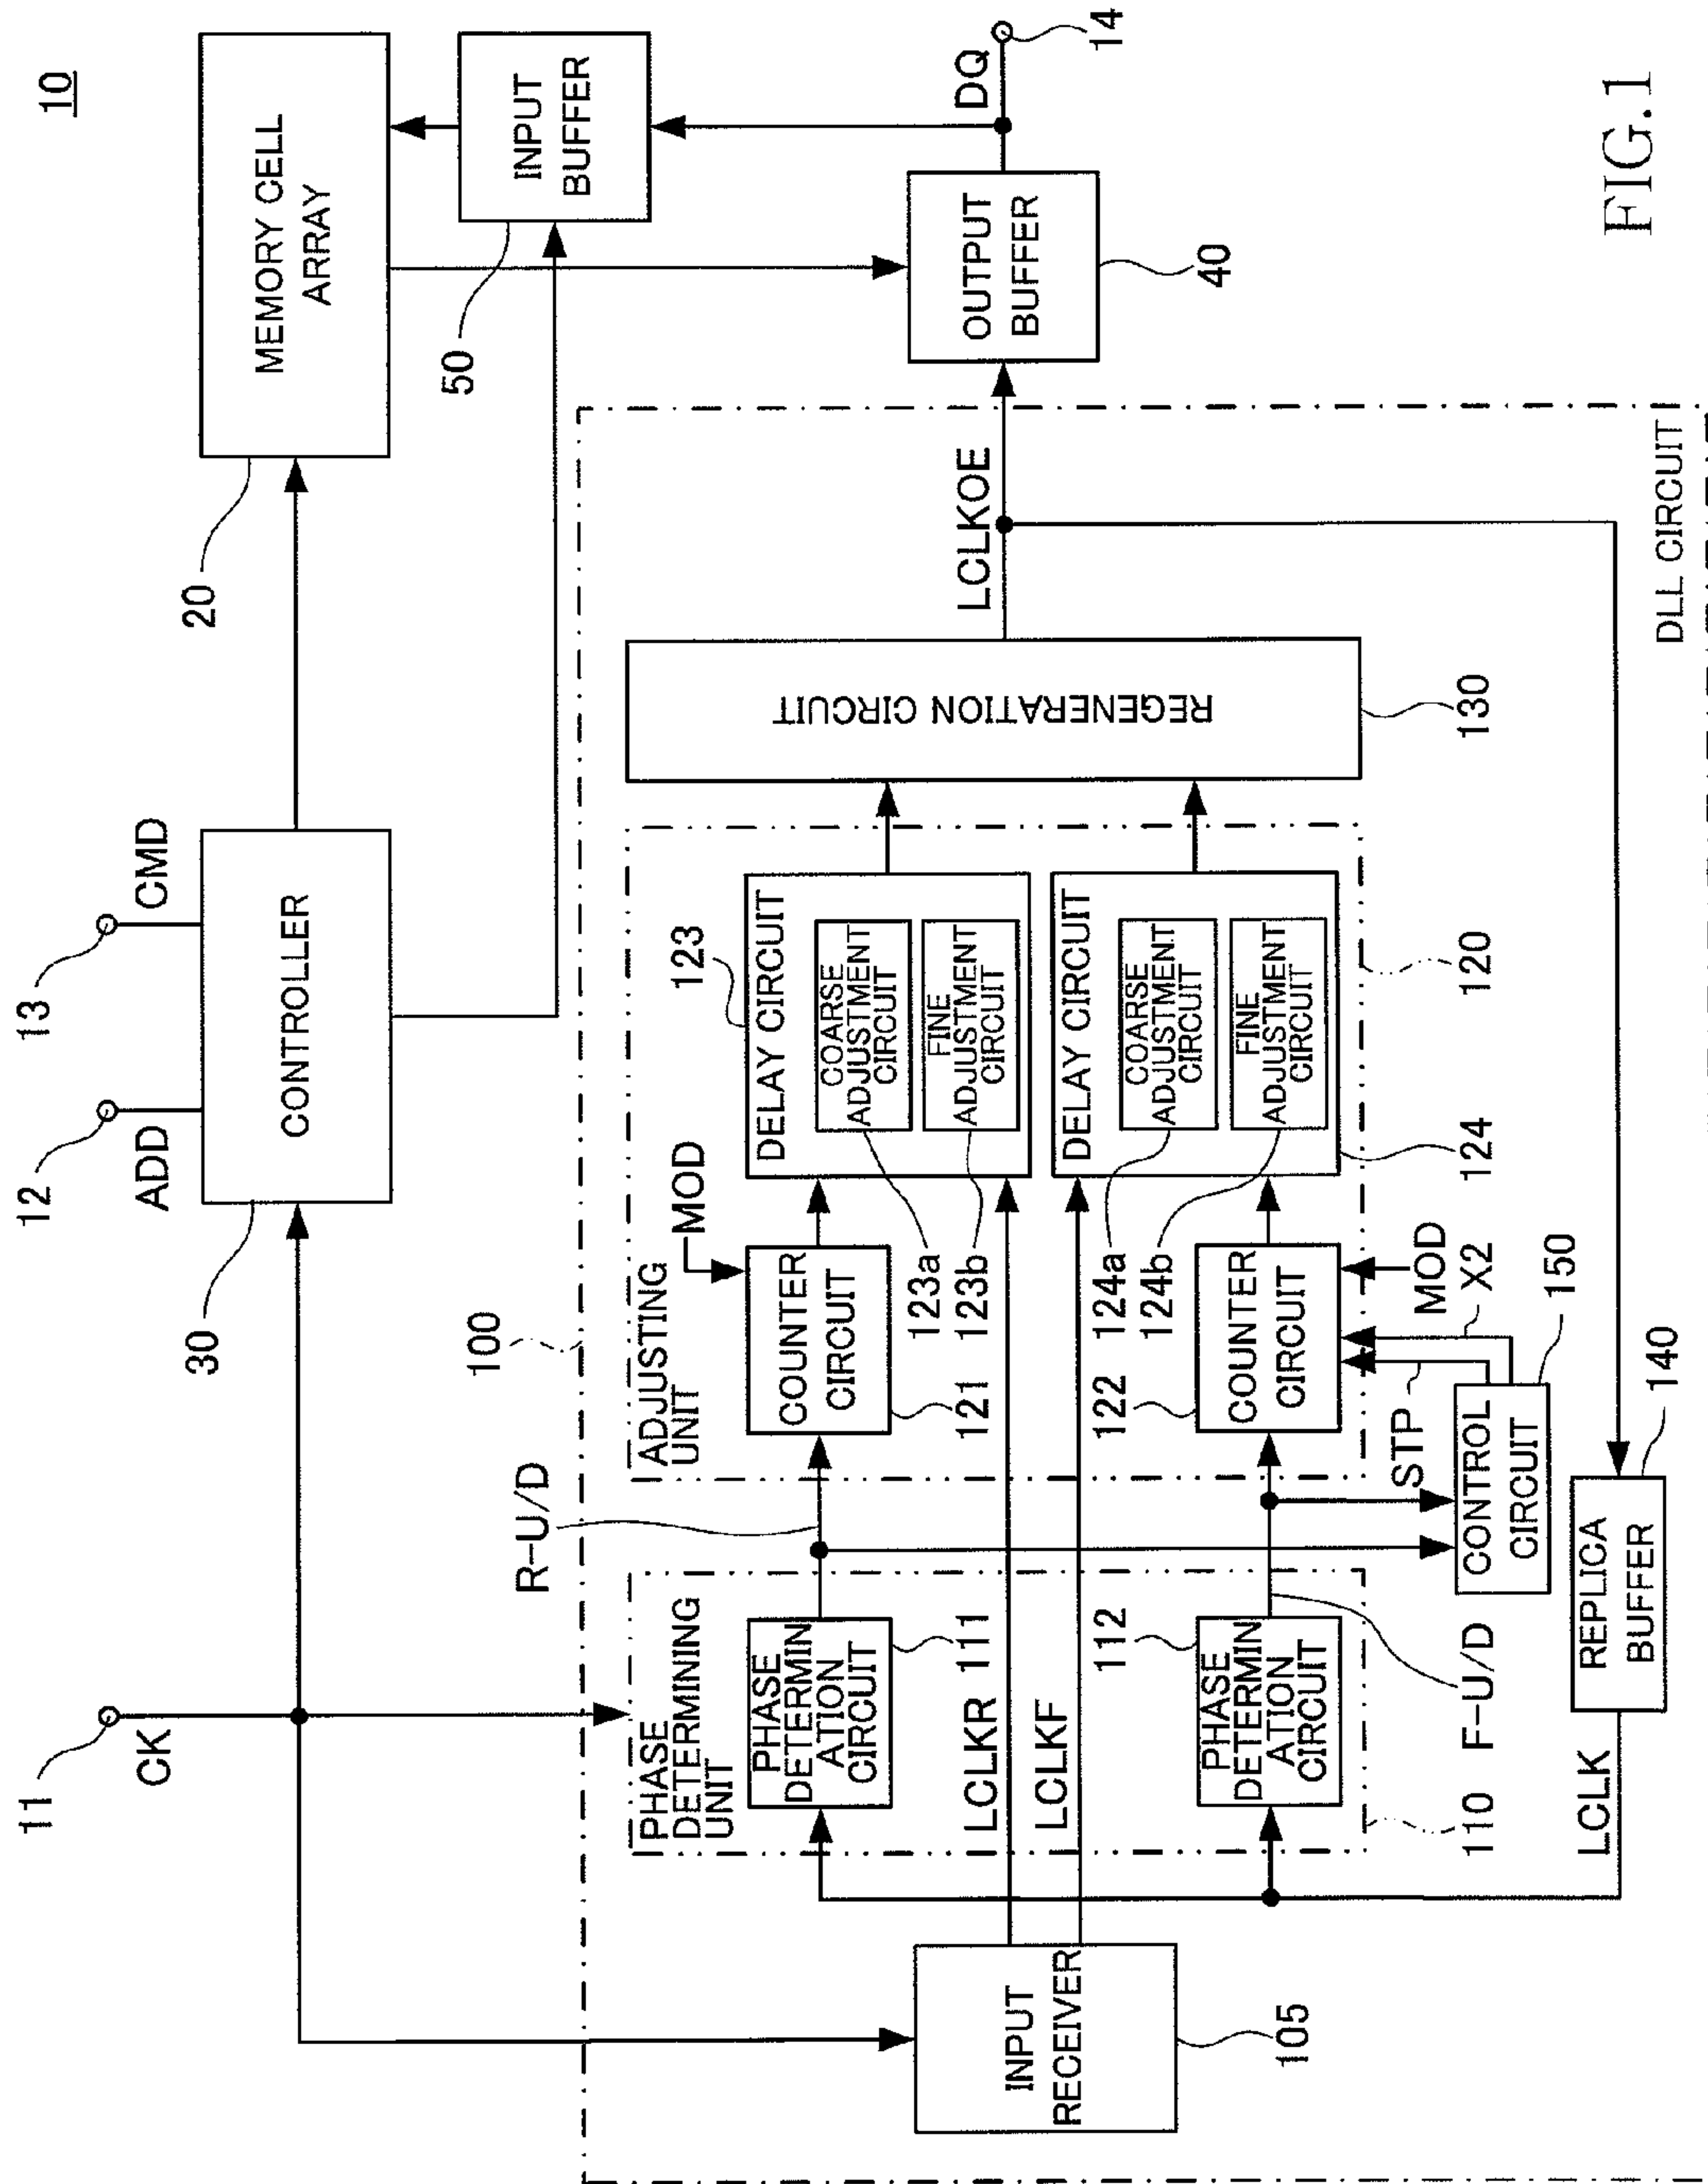 10
11
CK
12
ADD
13
CMD
CONTROLLER
30
MEMORY CELL
ARRAY
20
INPUT
BUFFER
50
100
R-U/D
PHASE
DETERMINING
UNIT
PHASE
DETERMIN
ATION
CIRCUIT
111
ADJUSTING
UNIT
MOD
COUNTER
CIRCUIT
121
DELAY CIRCUIT
123
COARSE
ADJUSTMENT
CIRCUIT
FINE
ADJUSTMENT
CIRCUIT
123a
123b
REGENERATION CIRCUIT
130
LCLKOE
OUTPUT
BUFFER
40
DQ
14
INPUT
RECEIVER
105
LCLKR
LCLKF
112
PHASE
DETERMIN
ATION
CIRCUIT
110
F-U/D
122
COUNTER
CIRCUIT
124a
124b
DELAY CIRCUIT
COARSE
ADJUSTMENT
CIRCUIT
FINE
ADJUSTMENT
CIRCUIT
124
120
STP
MOD
X2
CONTROL
CIRCUIT
150
LCLK
REPLICA
BUFFER
140
DLL CIRCUIT
FIG.1